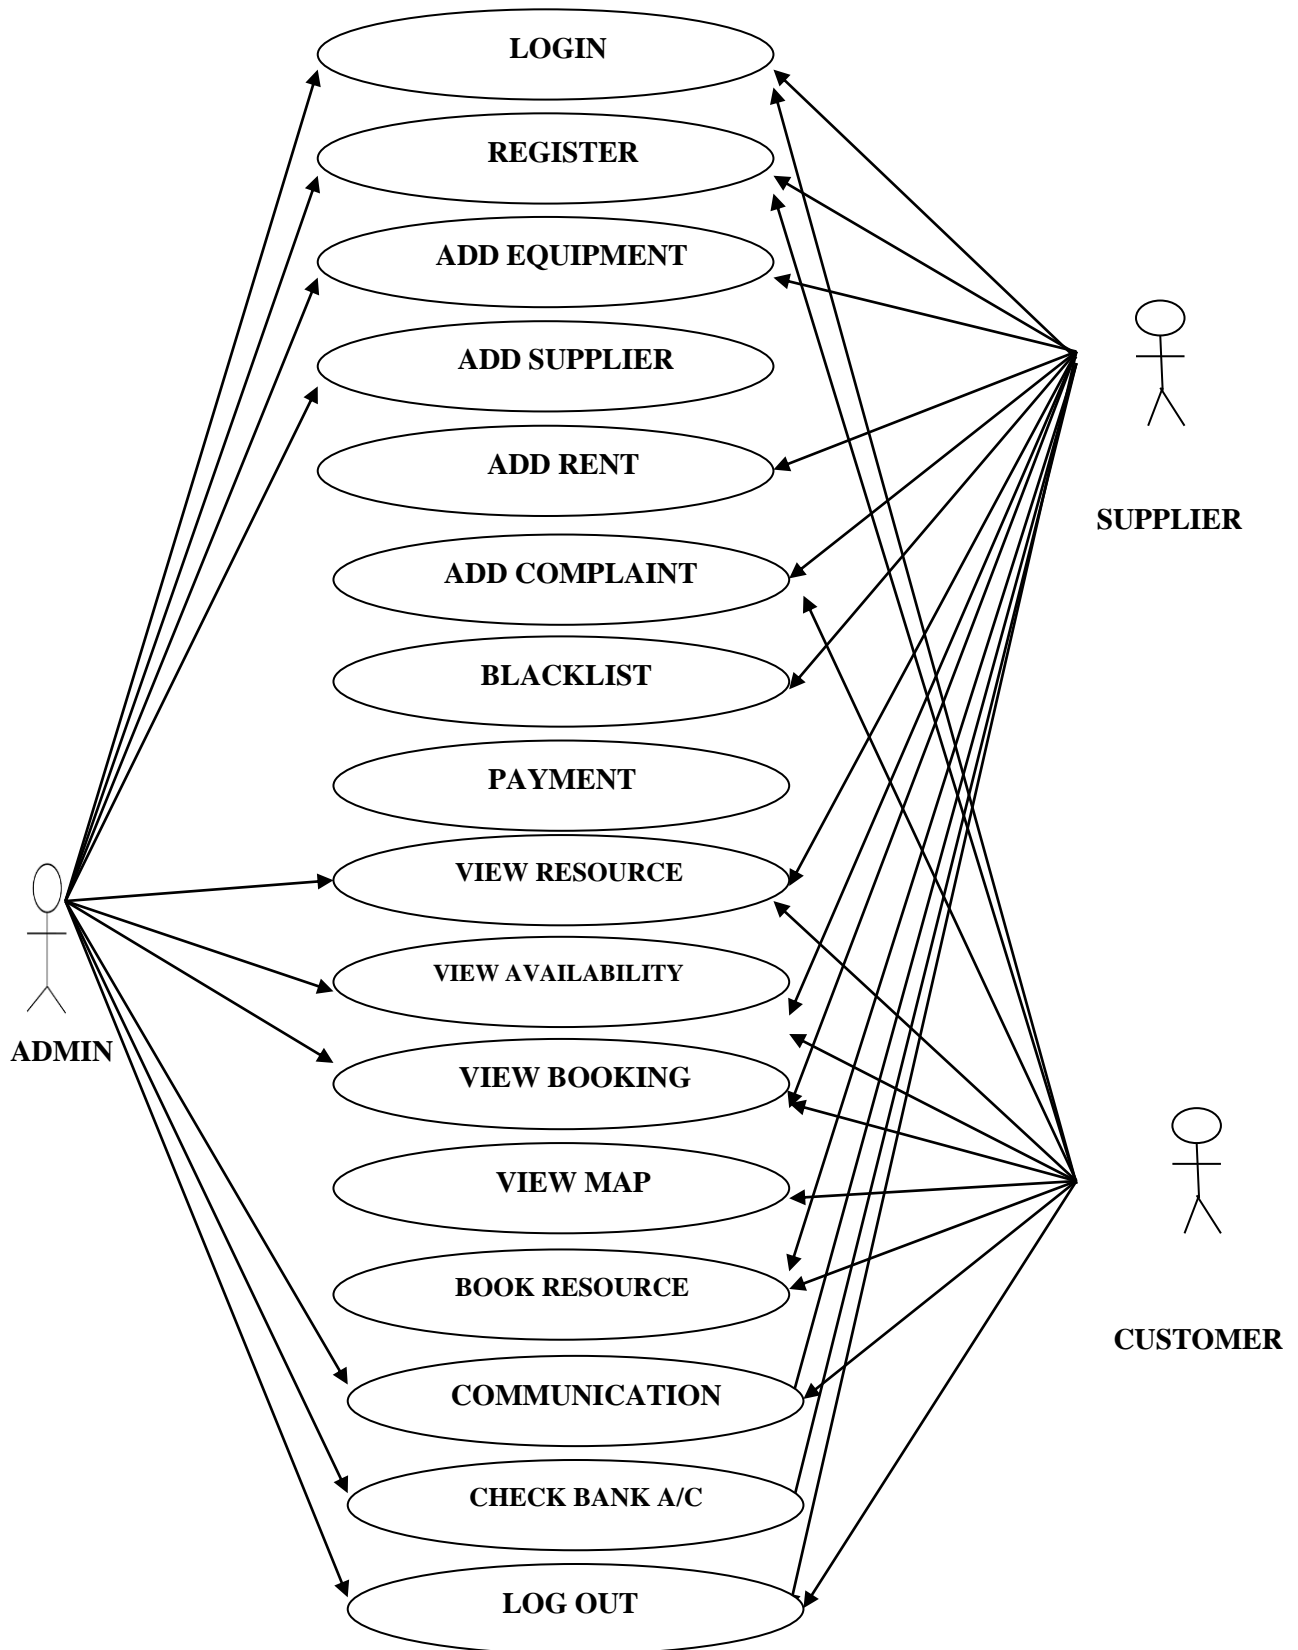 LOGIN
REGISTER
ADD EQUIPMENT
ADD SUPPLIER
ADD RENT
SUPPLIER
ADD COMPLAINT
BLACKLIST
PAYMENT
VIEW RESOURCE
VIEW AVAILABILITY
ADMIN
VIEW BOOKING
VIEW MAP
BOOK RESOURCE
CUSTOMER
COMMUNICATION
CHECK BANK A/C
LOG OUT